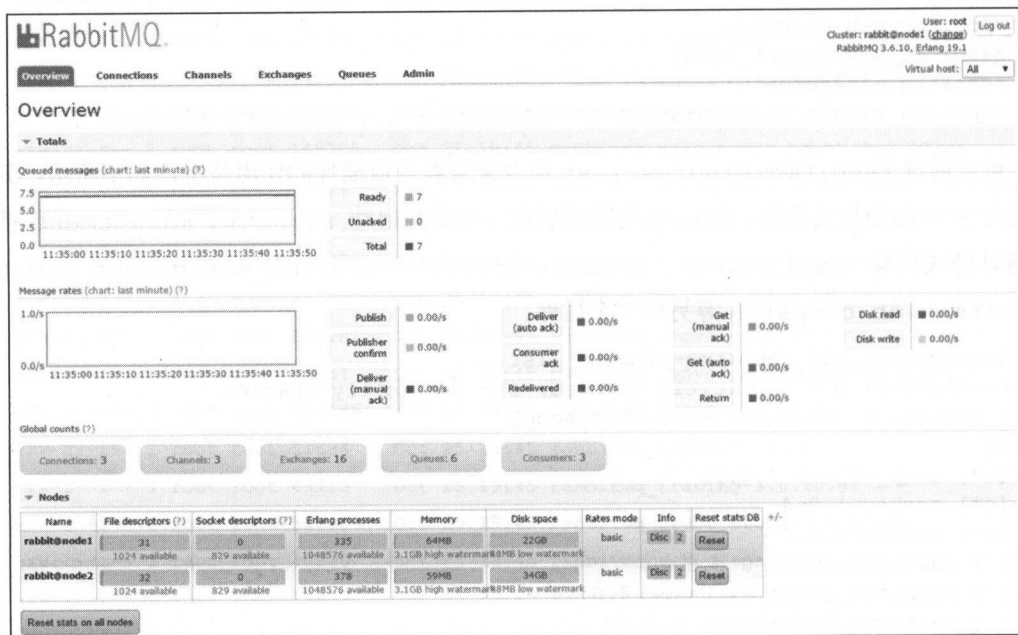 RabbitMQ
User: root
Log out
Cluster: rabbit@node1 (change)
RabbitMQ 3.6.10, Erlang 19.1
Overview Connections Channels Exchanges Queues Admin
Virtual host: All
Overview
Totals
Queued messages (chart: last minute) (?)
7.5
5.0
2.5
0.0
11:35:00 11:35:10 11:35:20 11:35:30 11:35:40 11:35:50
Ready 7
Unacked 0
Total 7
Message rates (chart: last minute) (?)
1.0/s
0.0/s
11:35:00 11:35:10 11:35:20 11:35:30 11:35:40 11:35:50
Publish 0.00/s
Publisher
confirm 0.00/s
Deliver
(manual
ack) 0.00/s
Deliver
(auto ack) 0.00/s
Consumer
ack 0.00/s
Redelivered 0.00/s
Get
(manual
ack) 0.00/s
Get (auto
ack) 0.00/s
Return 0.00/s
Disk read 0.00/s
Disk write 0.00/s
Global counts (?)
Connections: 3 Channels: 3 Exchanges: 16 Queues: 6 Consumers: 3
Nodes
Name File descriptors (?) Socket descriptors (?) Erlang processes Memory Disk space Rates mode Info Reset stats DB +/-
rabbit@node1 31 0 335 64MB 22GB basic Disc 2 Reset
1024 available 829 available 1048576 available 3.1GB high watermark 48MB low watermark
rabbit@node2 32 0 378 59MB 34GB basic Disc 2 Reset
1024 available 829 available 1048576 available 3.1GB high watermark 48MB low watermark
Reset stats on all nodes